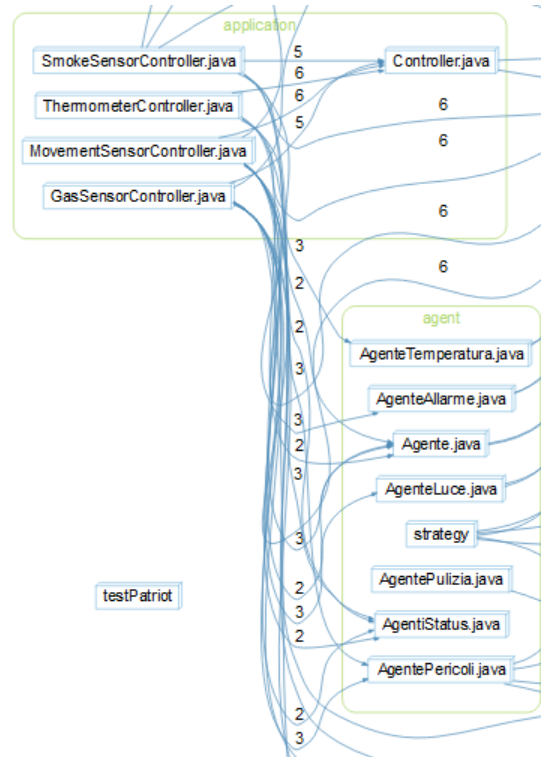 application
SmokeSensorController.java
5
Controller.java
6
ThermometerController.java
6
6
5
6
MovementSensorController.java
GasSensorController.java
6
3
6
2
agent
2
AgenteTemperatura.java
3
AgenteAllarme.java
3
2
Agente.java
3
AgenteLuce.java
strategy
3
AgentePulizia.java
2
testPatriot
3
AgentiStatus.java
2
AgentePericoli.java
2
3